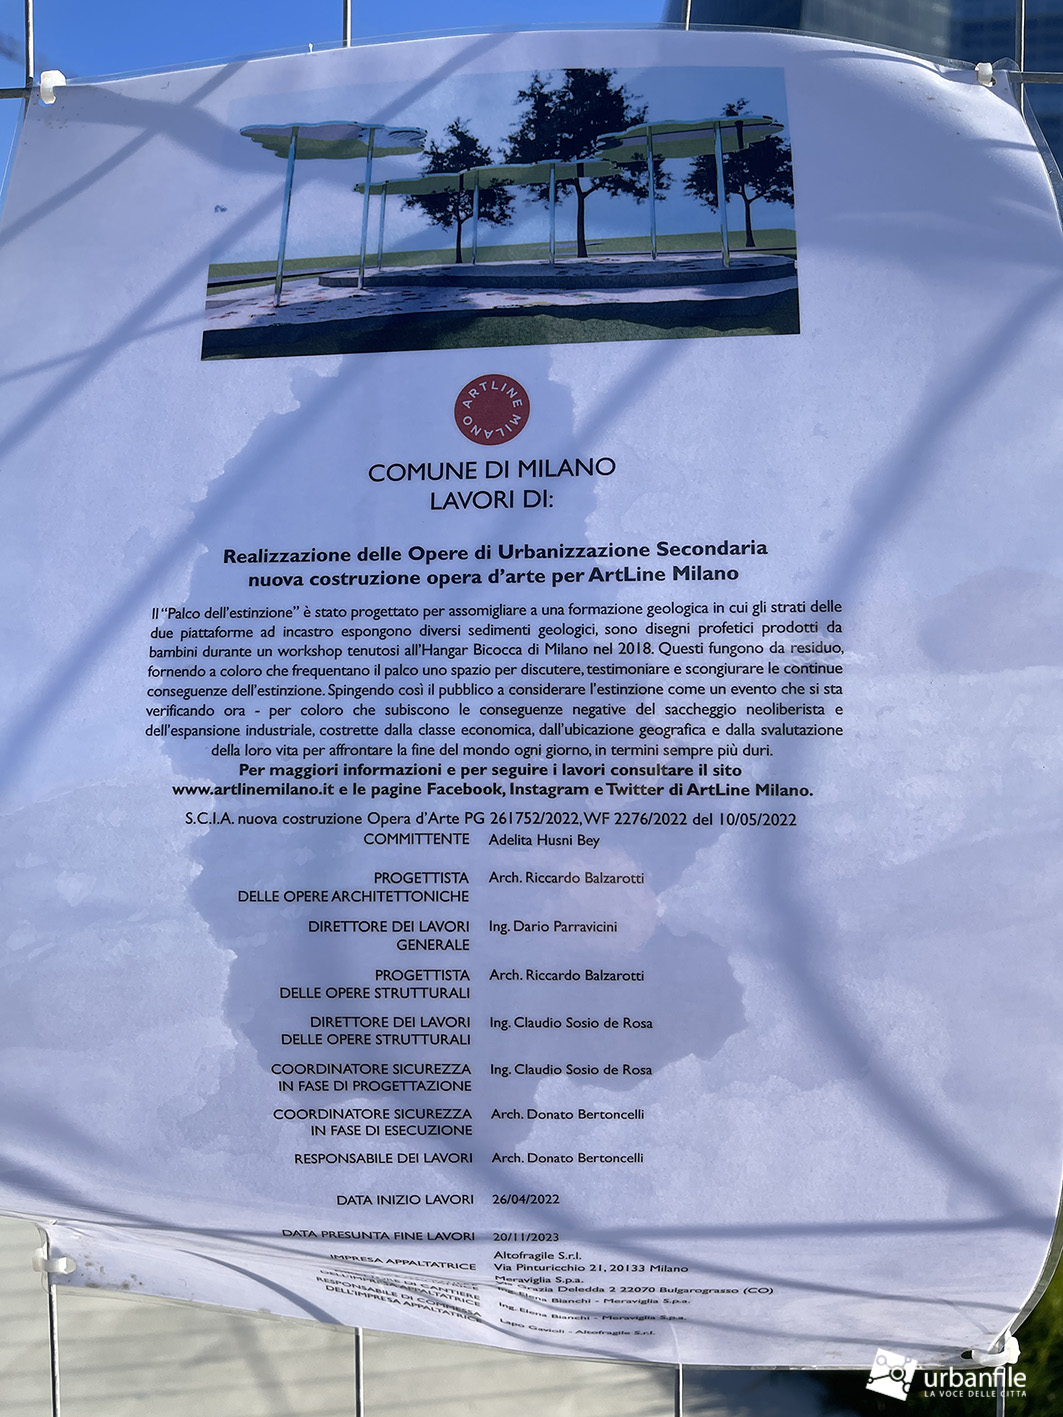 ARTLINE MILANO
COMUNE DI MILANO
LAVORI DI:
Realizzazione delle Opere di Urbanizzazione Secondaria
nuova costruzione opera d'arte per ArtLine Milano
Il “Palco dell'estinzione” è stato progettato per assomigliare a una formazione geologica in cui gli strati delle
due piattaforme ad incastro espongono diversi sedimenti geologici, sono disegni profetici prodotti da
bambini durante un workshop tenutosi all'Hangar Bicocca di Milano nel 2018. Questi fungono da residuo,
fornendo a coloro che frequentano il palco uno spazio per discutere, testimoniare e scongiurare le continue
conseguenze dell'estinzione. Spingendo così il pubblico a considerare l'estinzione come un evento che si sta
verificando ora - per coloro che subiscono le conseguenze negative del saccheggio neoliberista e
dell'espansione industriale, costrette dalla classe economica, dall'ubicazione geografica e dalla svalutazione
della loro vita per affrontare la fine del mondo ogni giorno, in termini sempre più duri.
Per maggiori informazioni e per seguire i lavori consultare il sito
www.artlinemilano.it e le pagine Facebook, Instagram e Twitter di ArtLine Milano.
S.C.I.A. nuova costruzione Opera d'Arte PG 261752/2022, WF 2276/2022 del 10/05/2022
COMMITTENTE Adelita Husni Bey
PROGETTISTA Arch. Riccardo Balzarotti
DELLE OPERE ARCHITETTONICHE
DIRETTORE DEI LAVORI Ing. Dario Parravicini
GENERALE
PROGETTISTA Arch. Riccardo Balzarotti
DELLE OPERE STRUTTURALI
DIRETTORE DEI LAVORI Ing. Claudio Sosio de Rosa
DELLE OPERE STRUTTURALI
COORDINATORE SICUREZZA Ing. Claudio Sosio de Rosa
IN FASE DI PROGETTAZIONE
COORDINATORE SICUREZZA Arch. Donato Bertoncelli
IN FASE DI ESECUZIONE
RESPONSABILE DEI LAVORI Arch. Donato Bertoncelli
DATA INIZIO LAVORI 26/04/2022
DATA PRESUNTA FINE LAVORI 20/11/2023
IMPRESA APPALTATRICE Altofragile S.r.l.
Via Pinturicchio 21, 20133 Milano
Meraviglia S.p.a.
Via Grazia Deledda 2 22070 Bulgarograsso (CO)
DI CANTIERE Ing. Elena Bianchi - Meraviglia S.p.a.
DELL'IMPRESA APPALTATRICE
RESPONSABILE DI COMMESSA Ing. Elena Bianchi - Meraviglia S.p.a.
DELL'IMPRESA APPALTATRICE Lapo Gavioli - Altofragile S.r.l.
urbanfile
LA VOCE DELLE CITTÀ